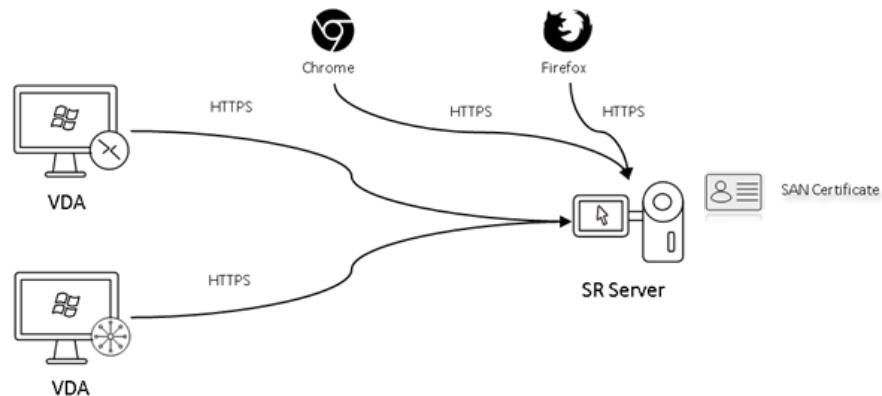 Chrome
Firefox
HTTPS
HTTPS
HTTPS
VDA
SAN Certificate
SR Server
HTTPS
VDA